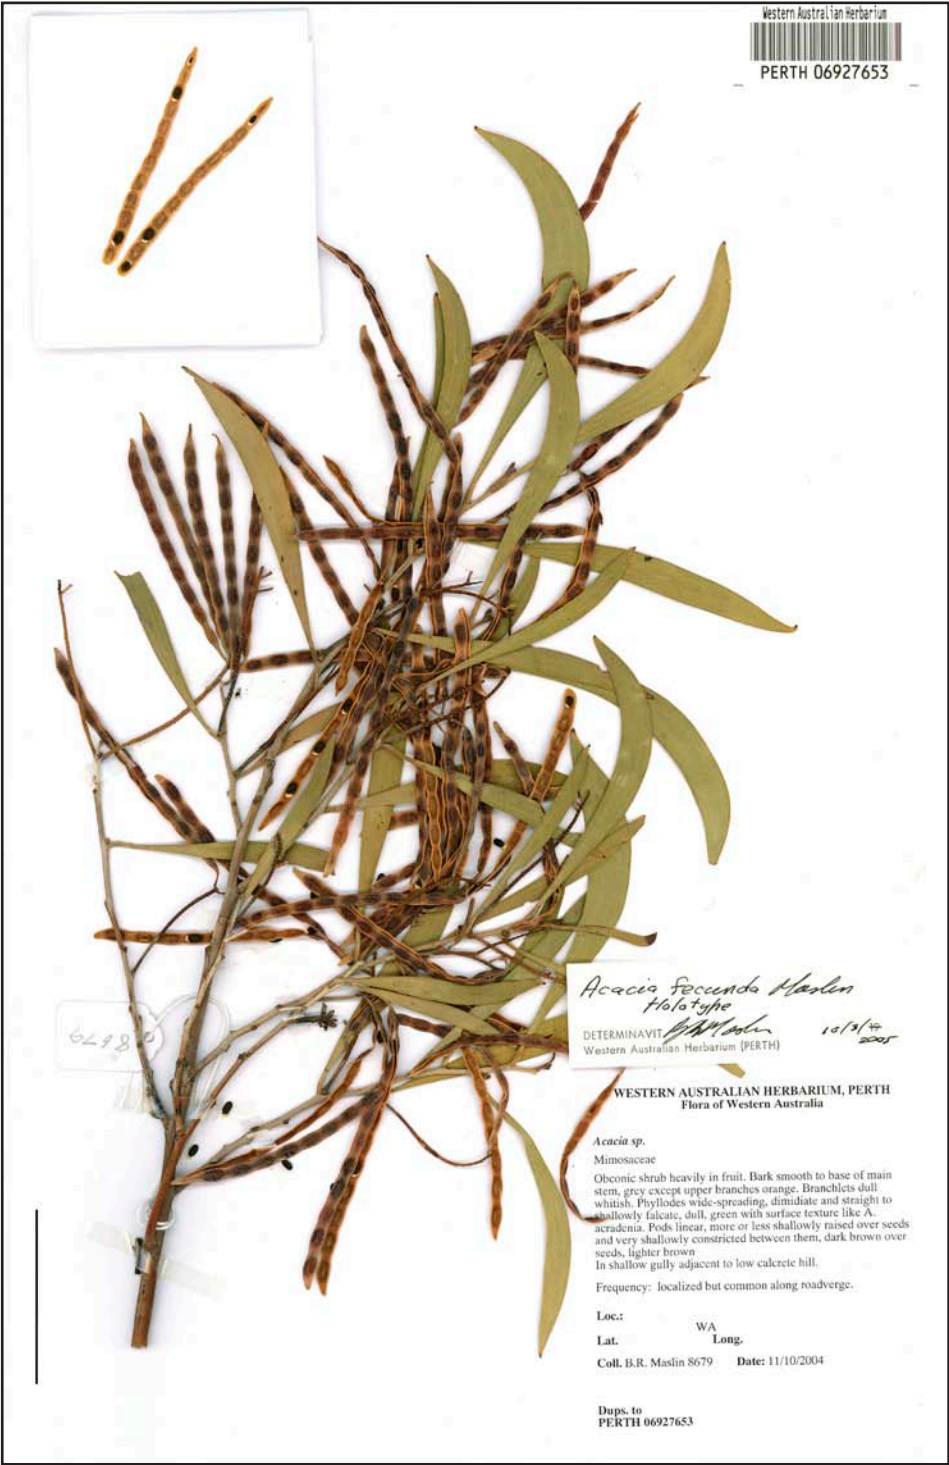 Western Australian Herbarium
PERTH 06927653
Acacia fecunda Maslin
Holotype
DETERMINAVIT
10/3/
2005
Western Australian Herbarium (PERTH)
8679
WESTERN AUSTRALIAN HERBARIUM, PERTH
Flora of Western Australia
Acacia sp.
Mimosaceae
Obconic shrub heavily in fruit. Bark smooth to base of main
stem, grey except upper branches orange. Branchlets dull
whitish. Phyllodes wide-spreading, dimidiate and straight to
shallowly falcate, dull, green with surface texture like A.
acradenia. Pods linear, more or less shallowly raised over seeds
and very shallowly constricted between them, dark brown over
seeds, lighter brown
In shallow gully adjacent to low calcrete hill.
Frequency: localized but common along roadverge.
Loc.:
WA
Lat. Long.
Coll. B.R. Maslin 8679 Date: 11/10/2004
Dups. to
PERTH 06927653